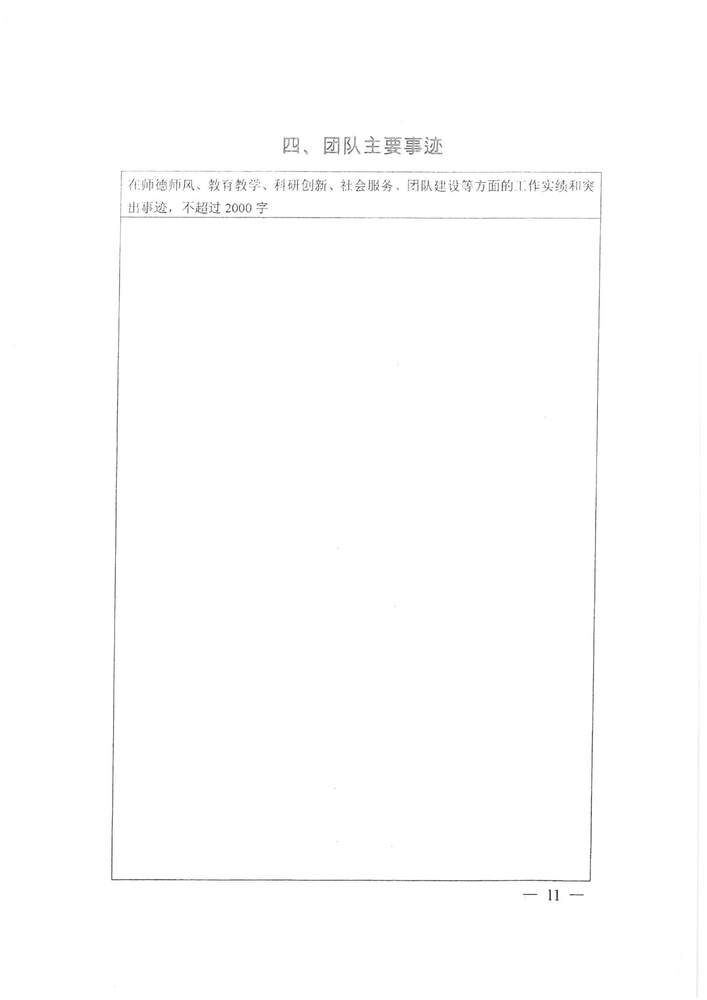 四、团队主要事迹
在师德师风、教育教学、科研创新、社会服务、团队建设等方面的工作实绩和突
出事迹，不超过 2000 字
— 11 —